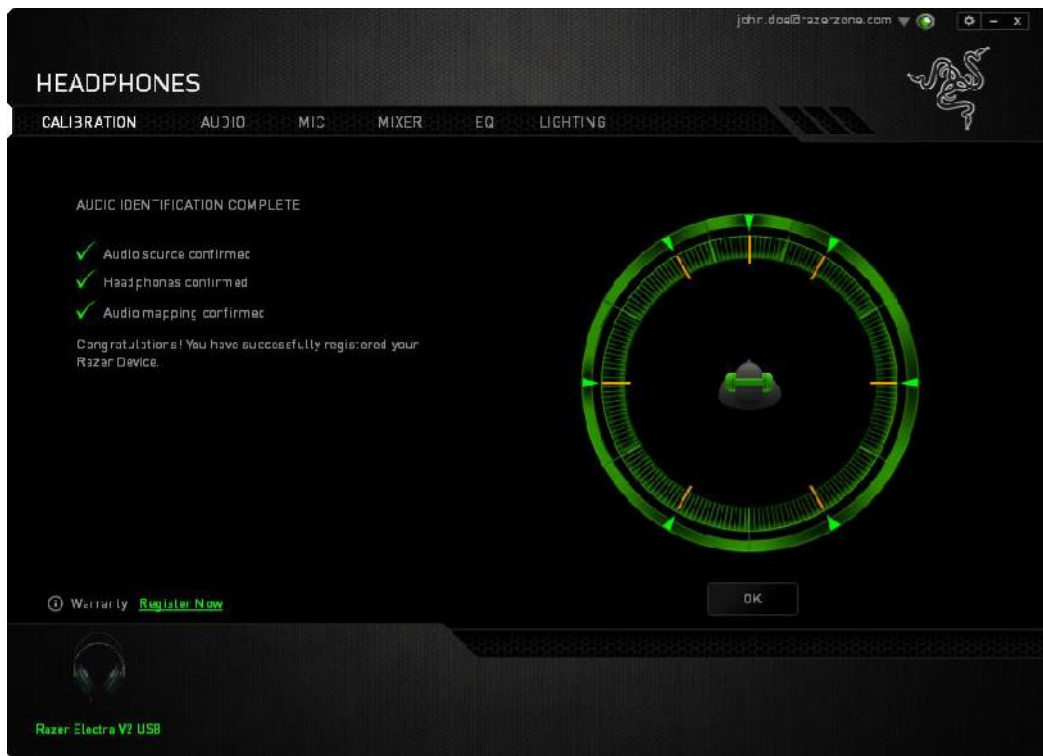 john.doe@razerzone.com
HEADPHONES
CALIBRATION AUDIO MIC MIXER EQ LIGHTING
AUDIO IDENTIFICATION COMPLETE
Audio source confirmed
Headphones confirmed
Audio mapping confirmed
Congratulations! You have successfully registered your
Razer Device.
OK
Warranty Register Now
Razer Electra V2 USB